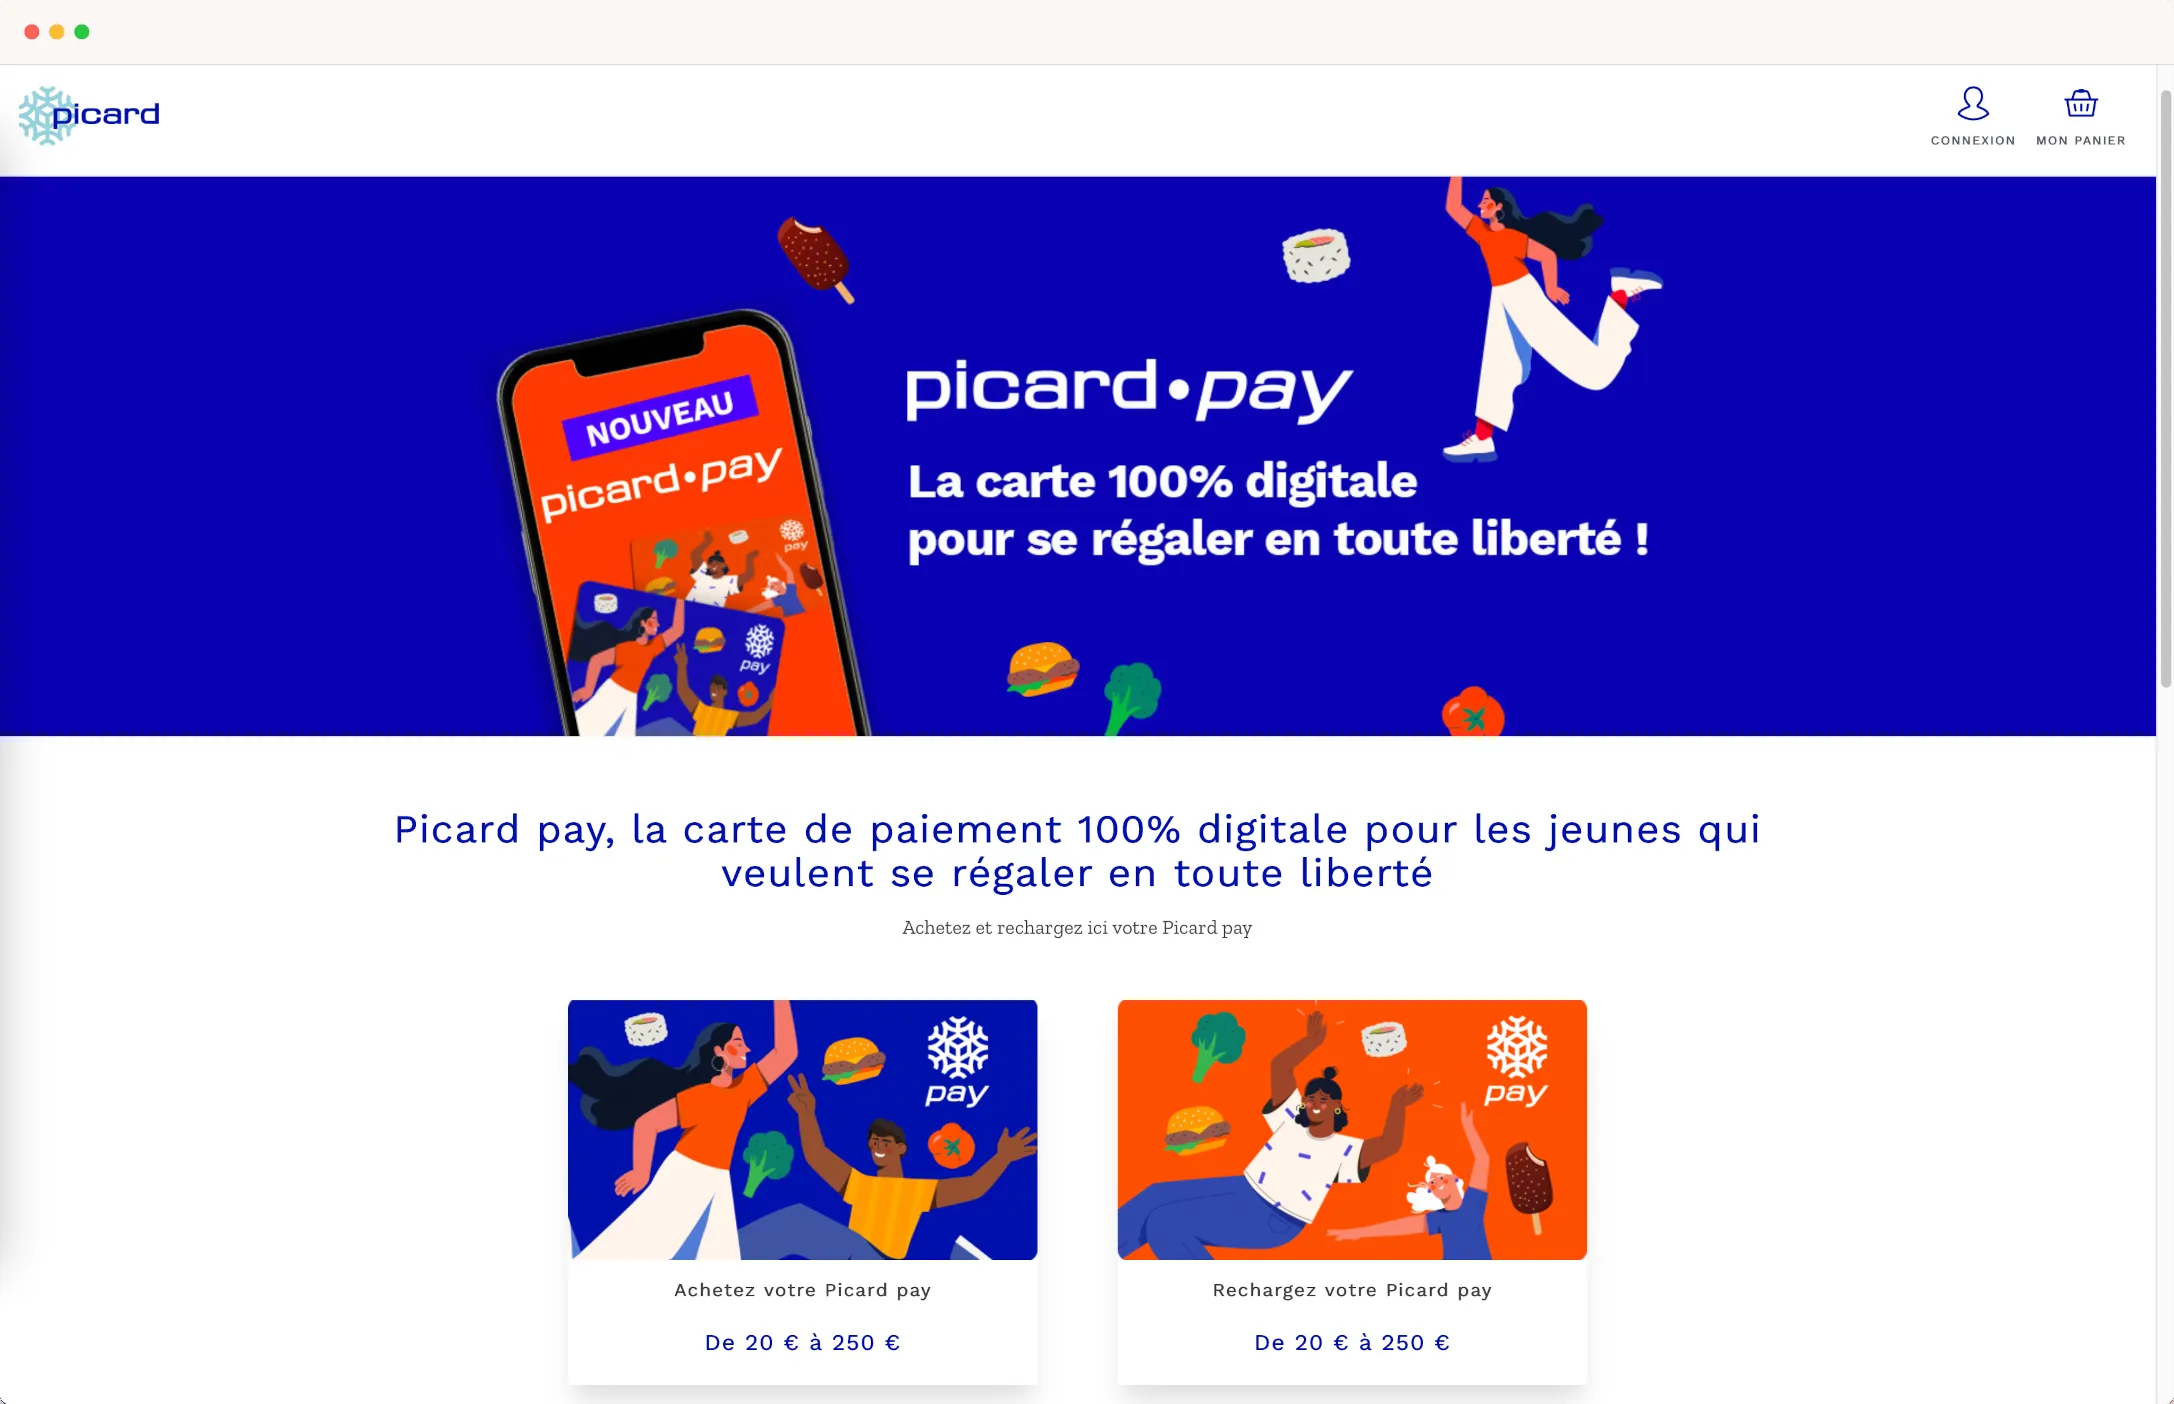 picard
CONNEXION
MON PANIER
NOUVEAU
picard•pay
pay
pay
picard•pay
La carte 100% digitale
pour se régaler en toute liberté !
Picard pay, la carte de paiement 100% digitale pour les jeunes qui
veulent se régaler en toute liberté
Achetez et rechargez ici votre Picard pay
pay
Achetez votre Picard pay
De 20 € à 250 €
pay
Rechargez votre Picard pay
De 20 € à 250 €